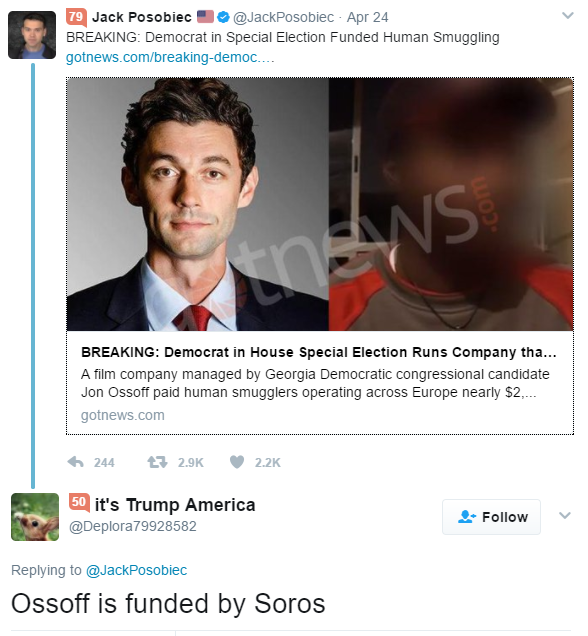 79 Jack Posobiec @JackPosobiec · Apr 24
BREAKING: Democrat in Special Election Funded Human Smuggling
gotnews.com/breaking-democ....
gotnews.com
BREAKING: Democrat in House Special Election Runs Company tha...
A film company managed by Georgia Democratic congressional candidate
Jon Ossoff paid human smugglers operating across Europe nearly $2,...
gotnews.com
244 2.9K 2.2K
50 it's Trump America
@Deplora79928582
Follow
Replying to @JackPosobiec
Ossoff is funded by Soros